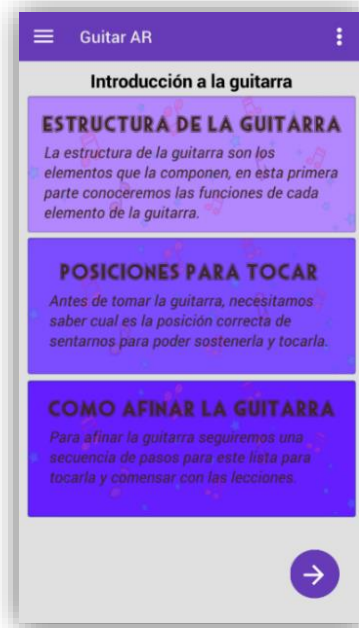 Guitar AR
Introducción a la guitarra
ESTRUCTURA DE LA GUITARRA
La estructura de la guitarra son los
elementos que la componen, en esta primera
parte conoceremos las funciones de cada
elemento de la guitarra.
POSICIONES PARA TOCAR
Antes de tomar la guitarra, necesitamos
saber cual es la posición correcta de
sentarnos para poder sostenerla y tocarla.
COMO AFINAR LA GUITARRA
Para afinar la guitarra seguiremos una
secuencia de pasos para este lista para
tocarla y comensar con las lecciones.